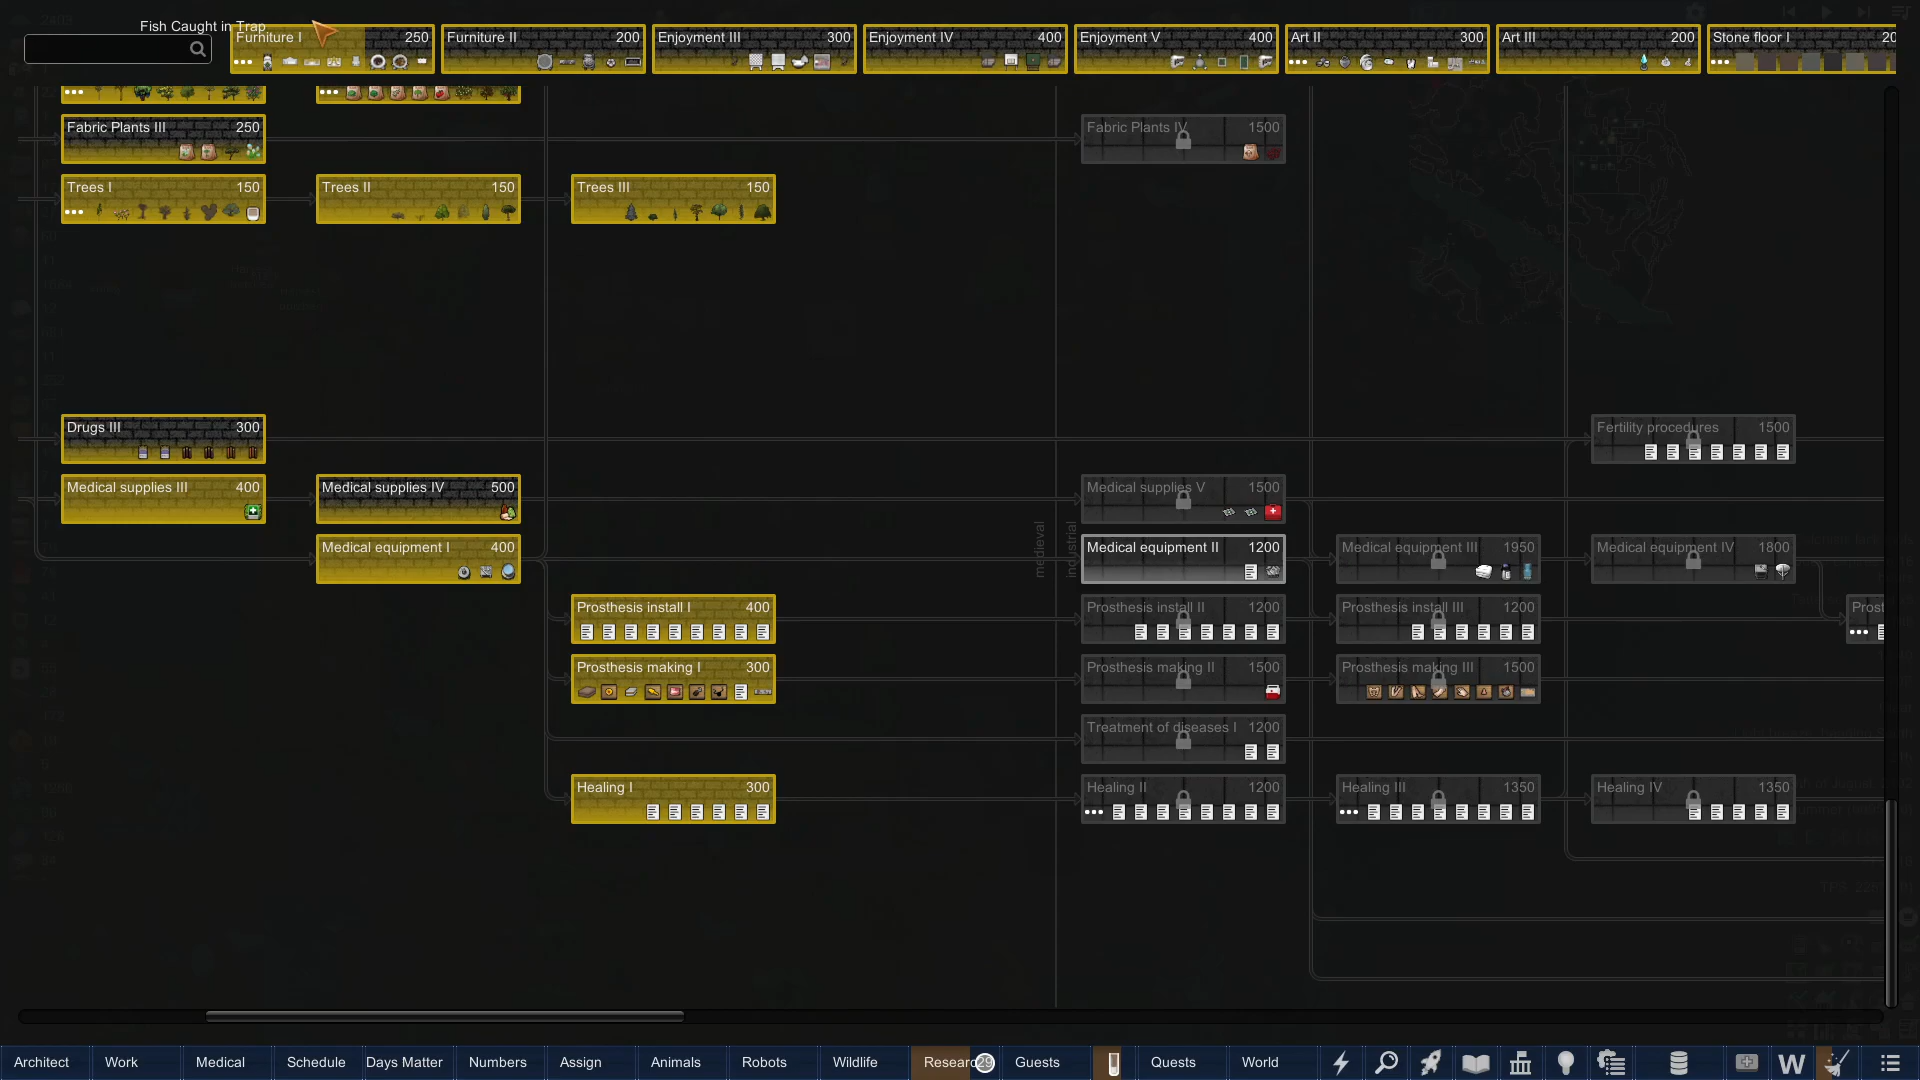 Fish Caught in Trap
Furniture I 250
Furniture II 200
Enjoyment III 300
Enjoyment IV 400
Enjoyment V 400
Art II 300
Art III 200
Stone floor I 20
Fabric Plants III 250
Fabric Plants IV 1500
Trees I 150
Trees II 150
Trees III 150
Drugs III 300
Fertility procedures 1500
Medical supplies III 400
Medical supplies IV 500
Medical supplies V 1500
medieval
industrial
Medical equipment I 400
Medical equipment II 1200
Medical equipment III 1950
Medical equipment IV 1800
Prosthesis install I 400
Prosthesis install II 1200
Prosthesis install III 1200
Prost
Prosthesis making I 300
Prosthesis making II 1500
Prosthesis making III 1500
Treatment of diseases I 1200
Healing I 300
Healing II 1200
Healing III 1350
Healing IV 1350
Architect Work Medical Schedule Days Matter Numbers Assign Animals Robots Wildlife Researc 29 Guests Quests World W